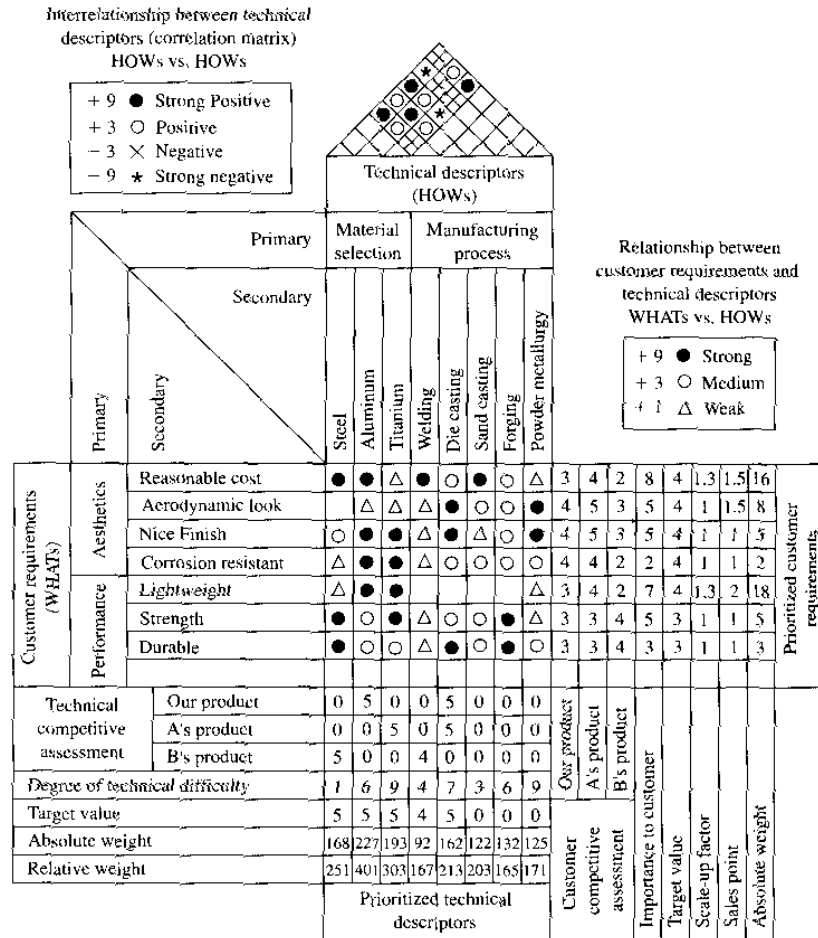 Interrelationship between technical
descriptors (correlation matrix)
HOWs vs. HOWs
+ 9 ● Strong Positive
+ 3 ○ Positive
− 3 × Negative
− 9 ★ Strong negative
Technical descriptors
(HOWs)
Primary
Material
selection
Manufacturing
process
Secondary
Relationship between
customer requirements and
technical descriptors
WHATs vs. HOWs
+ 9 ● Strong
+ 3 ○ Medium
+ 1 △ Weak
Primary
Secondary
Steel
Aluminum
Titanium
Welding
Die casting
Sand casting
Forging
Powder metallurgy
Customer requirements
(WHATs)
Aesthetics
Performance
Reasonable cost ● ● △ ● ○ ● ○ △ 3 4 2 8 4 1.3 1.5 16
Aerodynamic look △ △ △ ● ○ ○ ● 4 5 3 5 4 1 1.5 8
Nice Finish ○ ● ● △ ● △ ○ ● 4 5 3 5 4 1 1 5
Corrosion resistant △ ● ● △ ○ ○ ○ ○ 4 4 2 2 4 1 1 2
Lightweight △ ● ● △ 3 4 2 7 4 1.3 2 18
Strength ● ○ ● △ ○ ○ ● △ 3 3 4 5 3 1 1 5
Durable ● ○ ○ △ ● ○ ● ○ 3 3 4 3 3 1 1 3
Prioritized customer
requirements
Technical
competitive
assessment
Our product 0 5 0 0 5 0 0 0
A's product 0 0 5 0 5 0 0 0
B's product 5 0 0 4 0 0 0 0
Degree of technical difficulty 1 6 9 4 7 3 6 9
Target value 5 5 5 4 5 0 0 0
Absolute weight 168 227 193 92 162 122 132 125
Relative weight 251 401 303 167 213 203 165 171
Prioritized technical
descriptors
Our product
A's product
B's product
Customer
competitive
assessment
Importance to customer
Target value
Scale-up factor
Sales point
Absolute weight